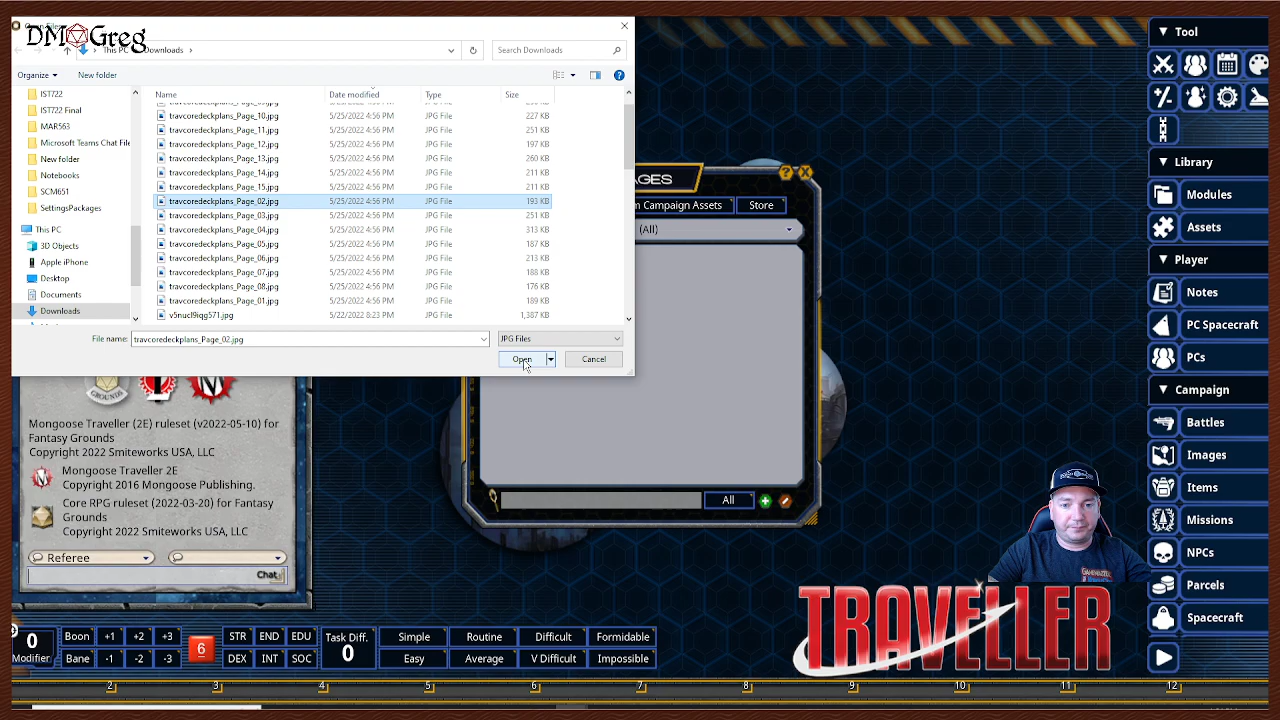 DM Greg
This PC > Downloads >
Search Downloads
Organize
New folder
Name
Date modified
Type
Size
IST722
IST722 Final
MAR563
Microsoft Teams Chat File
New folder
Notebooks
SCM651
SettingsPackages
This PC
3D Objects
Apple iPhone
Desktop
Documents
Downloads
travcoredeckplans_Page_10.jpg 5/25/2022 4:56 PM JPG File 227 KB
travcoredeckplans_Page_11.jpg 5/25/2022 4:56 PM JPG File 251 KB
travcoredeckplans_Page_12.jpg 5/25/2022 4:56 PM JPG File 197 KB
travcoredeckplans_Page_13.jpg 5/25/2022 4:56 PM JPG File 260 KB
travcoredeckplans_Page_14.jpg 5/25/2022 4:56 PM JPG File 211 KB
travcoredeckplans_Page_15.jpg 5/25/2022 4:56 PM JPG File 211 KB
travcoredeckplans_Page_02.jpg 5/25/2022 4:56 PM JPG File 193 KB
travcoredeckplans_Page_03.jpg 5/25/2022 4:56 PM JPG File 251 KB
travcoredeckplans_Page_04.jpg 5/25/2022 4:56 PM JPG File 313 KB
travcoredeckplans_Page_05.jpg 5/25/2022 4:56 PM JPG File 187 KB
travcoredeckplans_Page_06.jpg 5/25/2022 4:56 PM JPG File 213 KB
travcoredeckplans_Page_07.jpg 5/25/2022 4:56 PM JPG File 188 KB
travcoredeckplans_Page_08.jpg 5/25/2022 4:56 PM JPG File 176 KB
travcoredeckplans_Page_01.jpg 5/25/2022 4:56 PM JPG File 189 KB
v5nucl9iqg571.jpg 5/22/2022 8:23 PM JPG File 1,387 KB
File name: travcoredeckplans_Page_02.jpg
JPG Files
Open
Cancel
AGES
m Campaign Assets
Store
(All)
All
GROUNDS
Mongoose Traveller (2E) ruleset (v2022-05-10) for
Fantasy Grounds
Copyright 2022 Smiteworks USA, LLC
Mongoose Traveller 2E
Copyright 2016 Mongoose Publishing.
Core RPG ruleset (2022-03-20) for Fantasy
Grounds
Copyright 2022 Smiteworks USA, LLC
Referee
Chat
0
Modifier
Boon +1 +2 +3
Bane -1 -2 -3
6
STR END EDU
DEX INT SOC
Task Diff.
0
Simple Routine Difficult Formidable
Easy Average V Difficult Impossible
TRAVELLER
2 3 4 5 6 7 8 9 10 11 12
Tool
Library
Modules
Assets
Player
Notes
PC Spacecraft
PCs
Campaign
Battles
Images
Items
Missions
NPCs
Parcels
Spacecraft